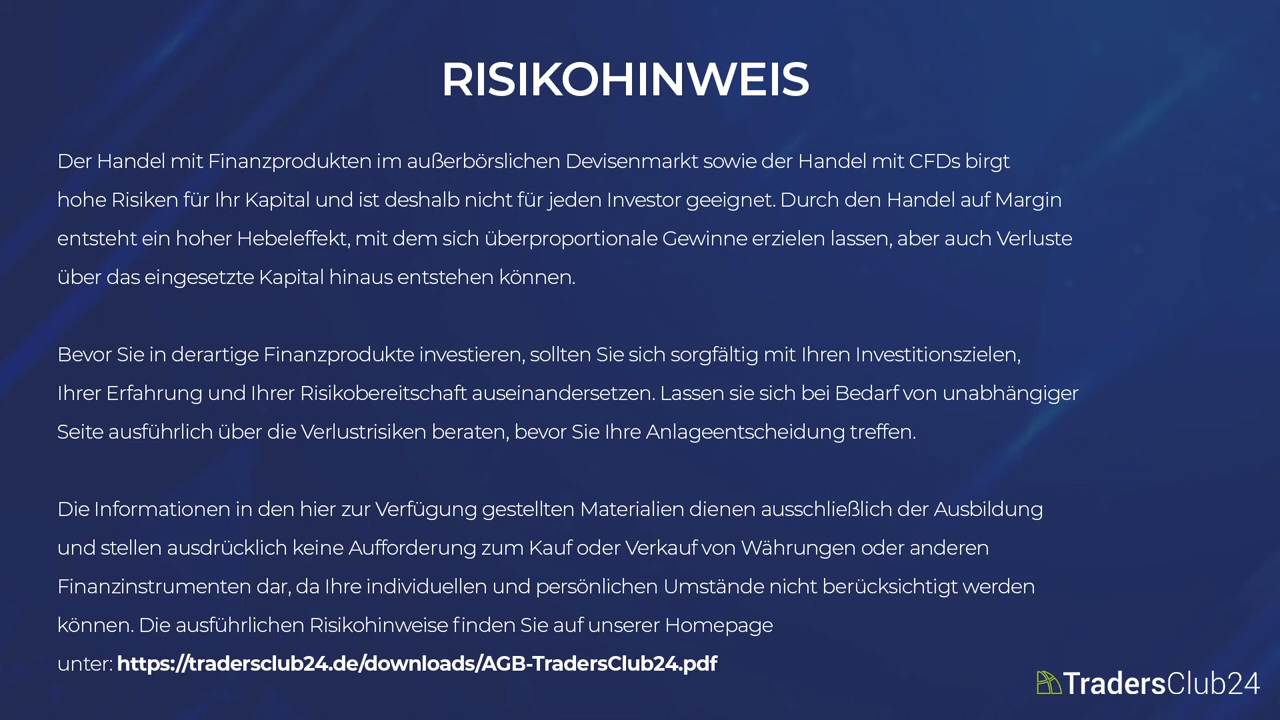 RISIKOHINWEIS
Der Handel mit Finanzprodukten im außerbörslichen Devisenmarkt sowie der Handel mit CFDs birgt
hohe Risiken für Ihr Kapital und ist deshalb nicht für jeden Investor geeignet. Durch den Handel auf Margin
entsteht ein hoher Hebeleffekt, mit dem sich überproportionale Gewinne erzielen lassen, aber auch Verluste
über das eingesetzte Kapital hinaus entstehen können.
Bevor Sie in derartige Finanzprodukte investieren, sollten Sie sich sorgfältig mit Ihren Investitionszielen,
Ihrer Erfahrung und Ihrer Risikobereitschaft auseinandersetzen. Lassen sie sich bei Bedarf von unabhängiger
Seite ausführlich über die Verlustrisiken beraten, bevor Sie Ihre Anlageentscheidung treffen.
Die Informationen in den hier zur Verfügung gestellten Materialien dienen ausschließlich der Ausbildung
und stellen ausdrücklich keine Aufforderung zum Kauf oder Verkauf von Währungen oder anderen
Finanzinstrumenten dar, da Ihre individuellen und persönlichen Umstände nicht berücksichtigt werden
können. Die ausführlichen Risikohinweise finden Sie auf unserer Homepage
unter: https://tradersclub24.de/downloads/AGB-TradersClub24.pdf
TradersClub24